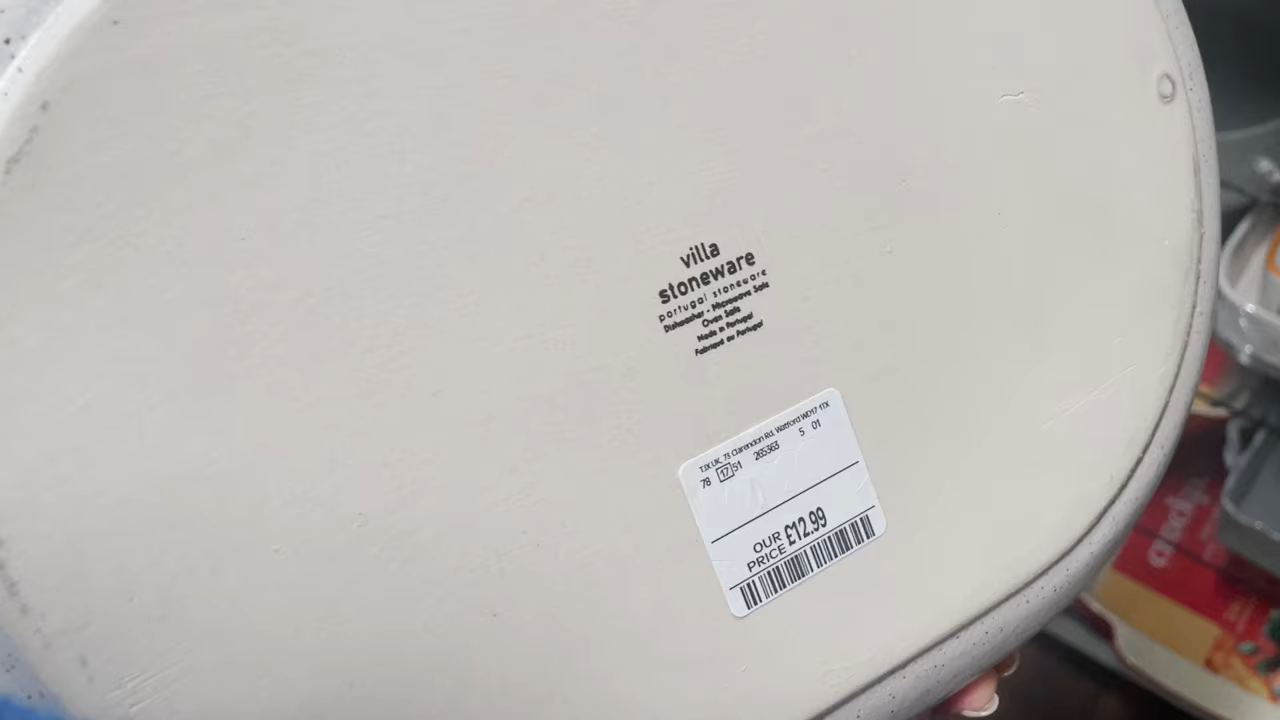 villa
stoneware
portugal stoneware
Dishwasher - Microwave Safe
Oven Safe
Made in Portugal
Fabriqué au Portugal
TJX UK, 73 Clarendon Rd, Watford WD17 1TX
78 17 51 265363 5 01
OUR PRICE £12.99